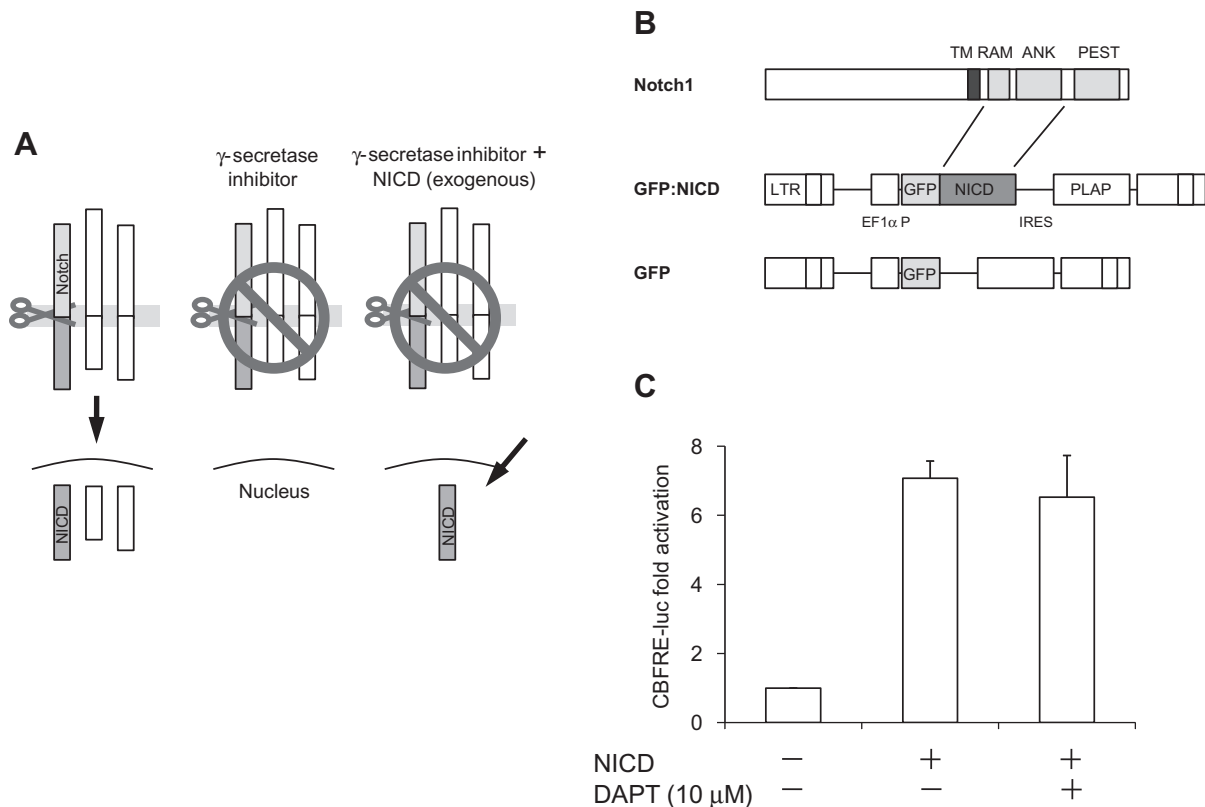 A
γ-secretase
inhibitor
γ-secretase inhibitor +
NICD (exogenous)
Notch
Nucleus
NICD
NICD
B
TM RAM ANK PEST
Notch1
GFP:NICD
LTR
GFP
NICD
PLAP
EF1α P
IRES
GFP
GFP
C
CBFRE-luc fold activation
8
6
4
2
0
NICD − + +
DAPT (10 μM) − − +